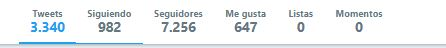 Tweets Siguiendo Seguidores Me gusta Listas Momentos
3.340 982 7.256 647 0 0